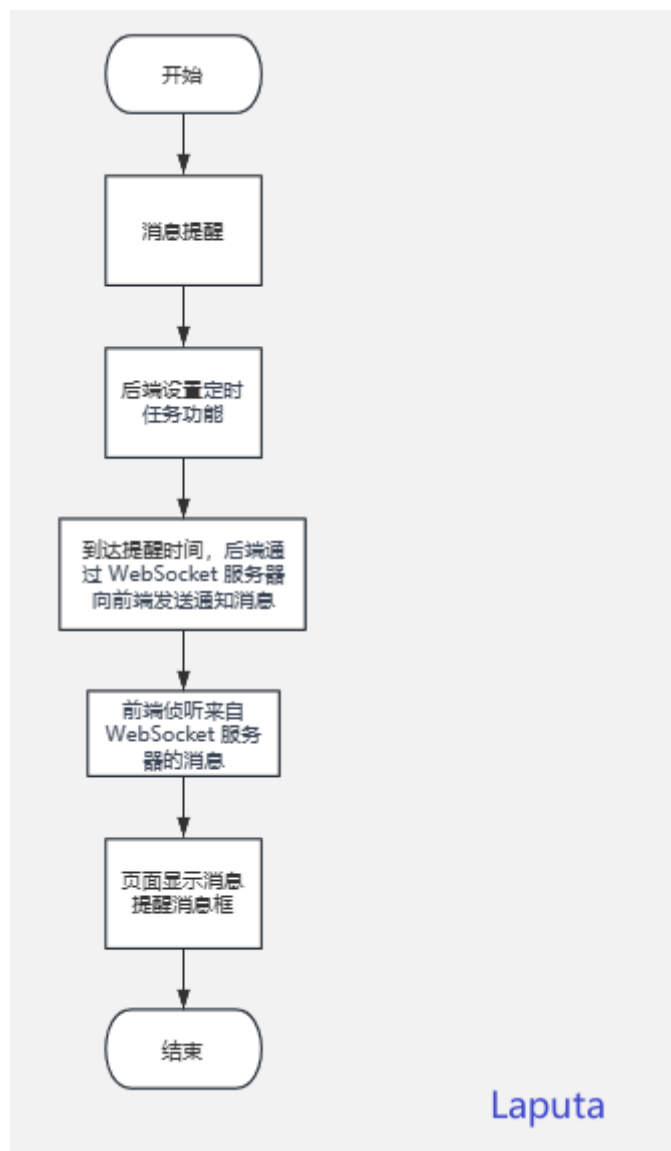 开始
消息提醒
后端设置定时
任务功能
到达提醒时间，后端通
过 WebSocket 服务器
向前端发送通知消息
前端侦听来自
WebSocket 服务
器的消息
页面显示消息
提醒消息框
结束
Laputa